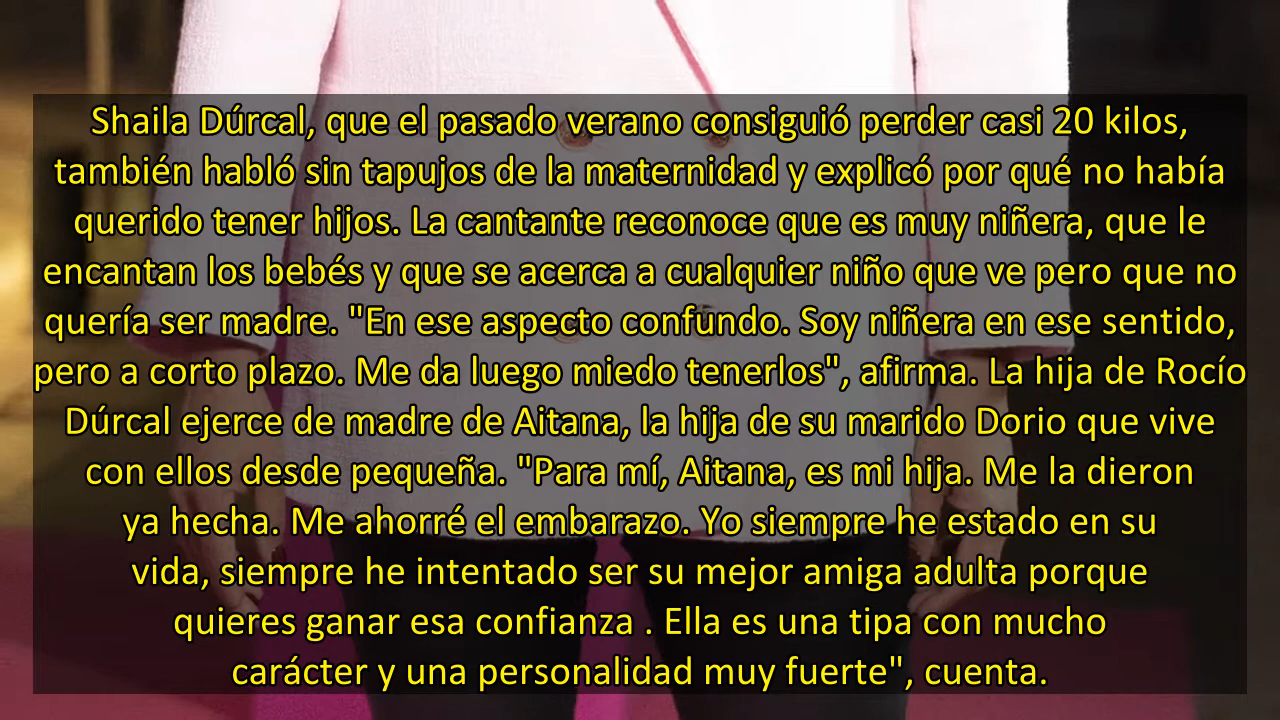 Shaila Dúrcal, que el pasado verano consiguió perder casi 20 kilos,
también habló sin tapujos de la maternidad y explicó por qué no había
querido tener hijos. La cantante reconoce que es muy niñera, que le
encantan los bebés y que se acerca a cualquier niño que ve pero que no
quería ser madre. "En ese aspecto confundo. Soy niñera en ese sentido,
pero a corto plazo. Me da luego miedo tenerlos", afirma. La hija de Rocío
Dúrcal ejerce de madre de Aitana, la hija de su marido Dorio que vive
con ellos desde pequeña. "Para mí, Aitana, es mi hija. Me la dieron
ya hecha. Me ahorré el embarazo. Yo siempre he estado en su
vida, siempre he intentado ser su mejor amiga adulta porque
quieres ganar esa confianza . Ella es una tipa con mucho
carácter y una personalidad muy fuerte", cuenta.